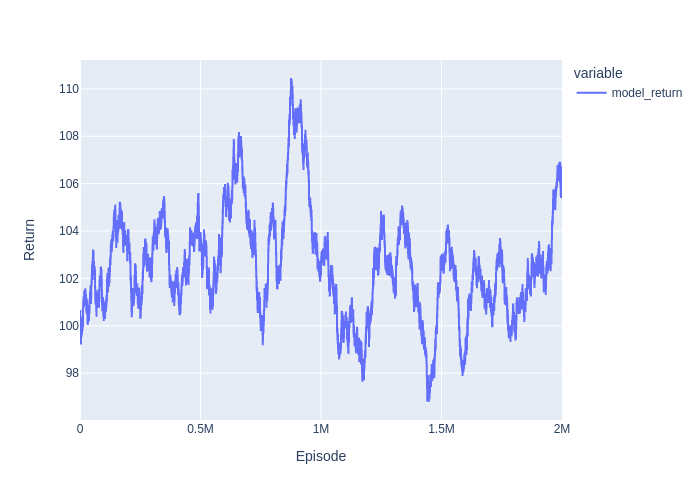 variable
model_return
110
108
106
104
102
100
98
Return
0
0.5M
1M
1.5M
2M
Episode